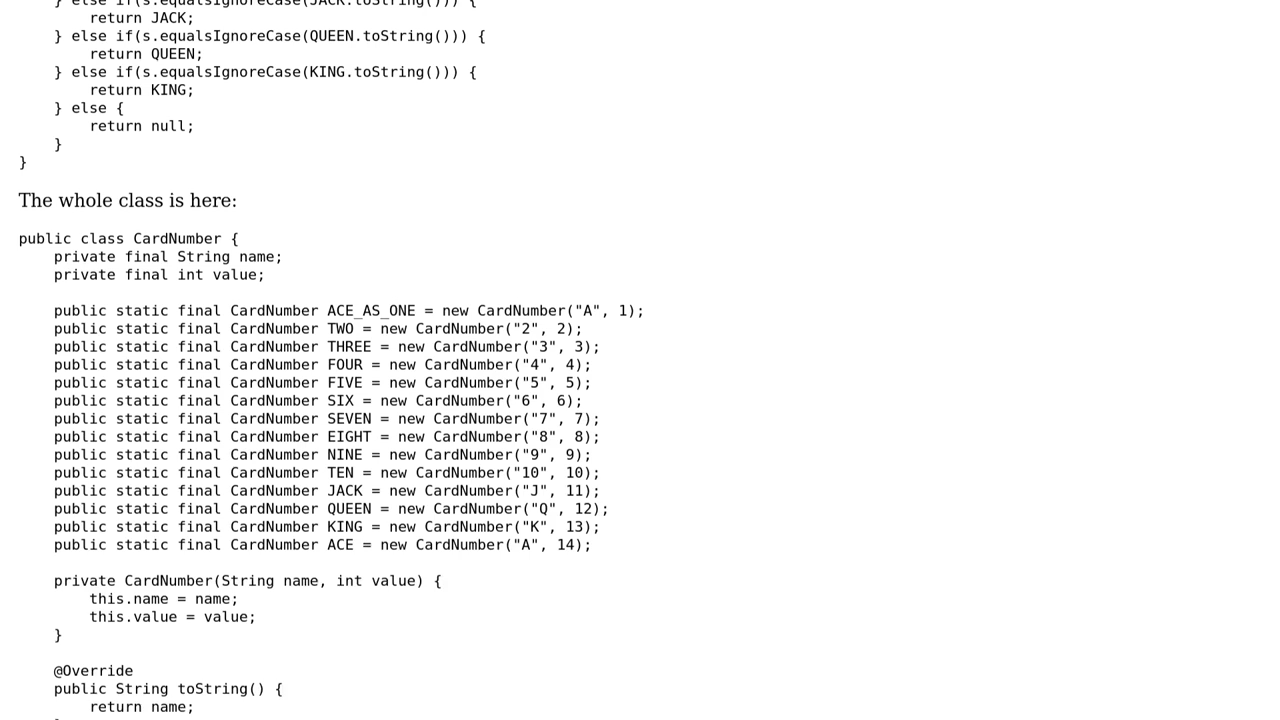 } else if(s.equalsIgnoreCase(JACK.toString())) {
return JACK;
} else if(s.equalsIgnoreCase(QUEEN.toString())) {
return QUEEN;
} else if(s.equalsIgnoreCase(KING.toString())) {
return KING;
} else {
return null;
}
}
The whole class is here:
public class CardNumber {
private final String name;
private final int value;
public static final CardNumber ACE_AS_ONE = new CardNumber("A", 1);
public static final CardNumber TWO = new CardNumber("2", 2);
public static final CardNumber THREE = new CardNumber("3", 3);
public static final CardNumber FOUR = new CardNumber("4", 4);
public static final CardNumber FIVE = new CardNumber("5", 5);
public static final CardNumber SIX = new CardNumber("6", 6);
public static final CardNumber SEVEN = new CardNumber("7", 7);
public static final CardNumber EIGHT = new CardNumber("8", 8);
public static final CardNumber NINE = new CardNumber("9", 9);
public static final CardNumber TEN = new CardNumber("10", 10);
public static final CardNumber JACK = new CardNumber("J", 11);
public static final CardNumber QUEEN = new CardNumber("Q", 12);
public static final CardNumber KING = new CardNumber("K", 13);
public static final CardNumber ACE = new CardNumber("A", 14);
private CardNumber(String name, int value) {
this.name = name;
this.value = value;
}
@Override
public String toString() {
return name;